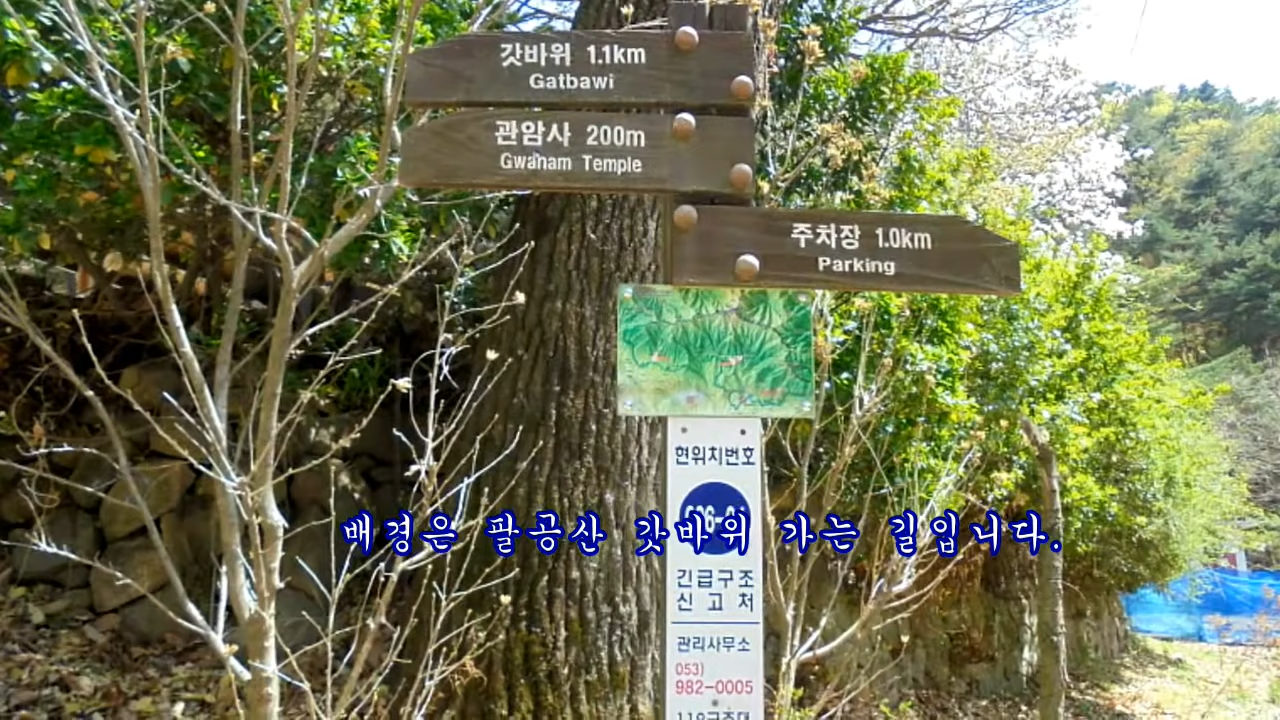 갓바위 1.1km
Gatbawi
관암사 200m
Gwanam Temple
주차장 1.0km
Parking
현위치번호
매경은 팔공산 갓바위 가는 길입니다.
긴급구조
신 고 처
관리사무소
053)
982-0005